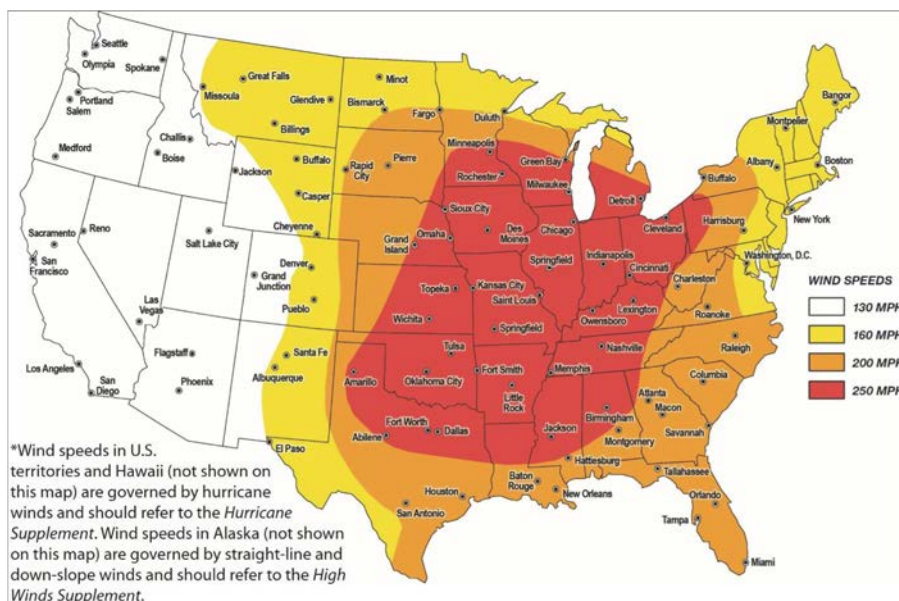 Seattle
Olympia
Spokane
Portland
Salem
Medford
Challis
Boise
Great Falls
Missoula
Glendive
Billings
Minot
Bismarck
Fargo
Duluth
Minneapolis
Buffalo
Jackson
Casper
Cheyenne
Rapid City
Pierre
Rochester
Green Bay
Milwaukee
Sioux City
Detroit
Bangor
Montpelier
Albany
Boston
Buffalo
New York
Harrisburg
Cleveland
Washington, D.C.
Sacramento
Reno
San Francisco
Salt Lake City
Las Vegas
Los Angeles
San Diego
Flagstaff
Phoenix
Denver
Grand Junction
Pueblo
Santa Fe
Albuquerque
El Paso
Grand Island
Omaha
Des Moines
Chicago
Springfield
Indianapolis
Cincinnati
Charleston
Roanoke
Topeka
Kansas City
Saint Louis
Lexington
Owensboro
Wichita
Springfield
Nashville
Raleigh
Tulsa
Amarillo
Oklahoma City
Fort Smith
Memphis
Little Rock
Columbia
Atlanta
Macon
Birmingham
Savannah
Montgomery
Fort Worth
Dallas
Abilene
Jackson
Hattiesburg
Tallahassee
Baton Rouge
New Orleans
Houston
San Antonio
Orlando
Tampa
Miami
WIND SPEEDS
130 MPH
160 MPH
200 MPH
250 MPH
*Wind speeds in U.S.
territories and Hawaii (not shown on
this map) are governed by hurricane
winds and should refer to the Hurricane
Supplement. Wind speeds in Alaska (not shown
on this map) are governed by straight-line and
down-slope winds and should refer to the High
Winds Supplement.